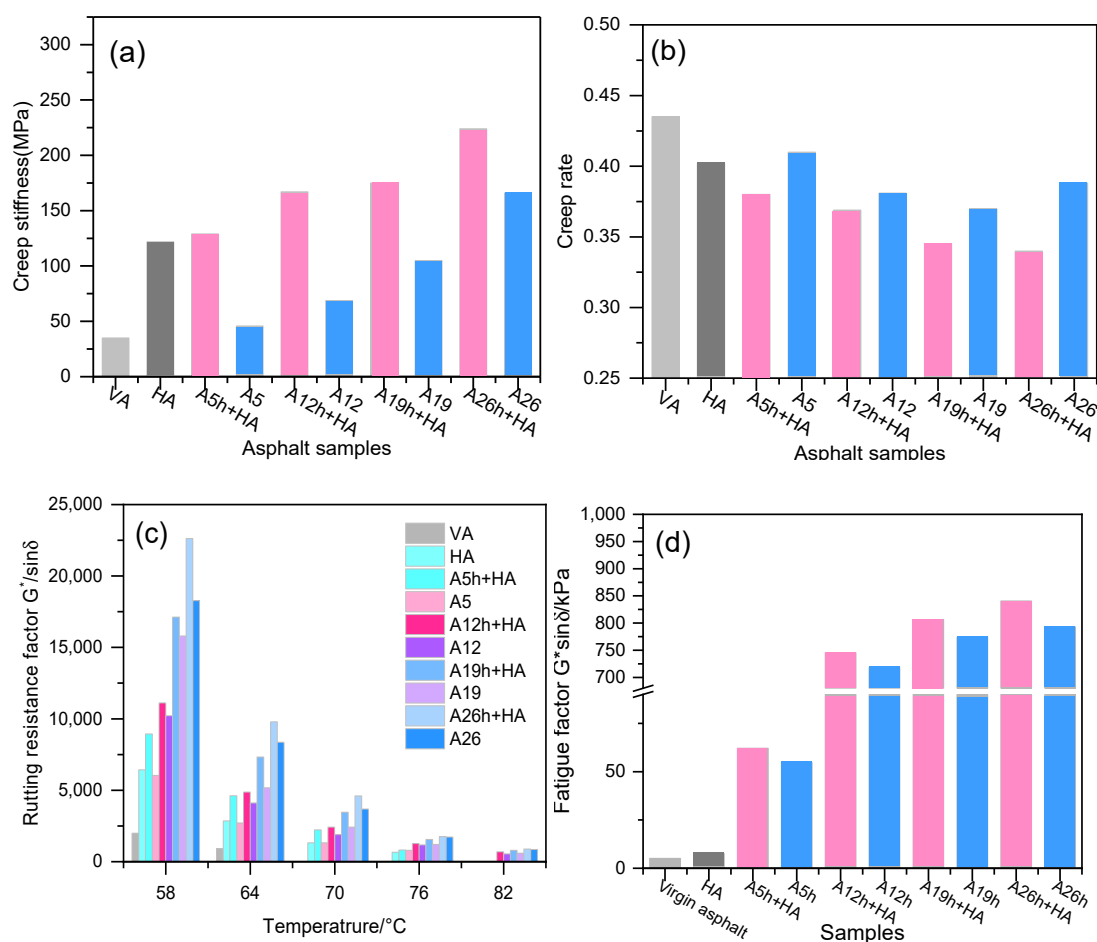 (a)
Creep stiffness(MPa)
300
250
200
150
100
50
0
VA
HA
A5h+HA
A5
A12h+HA
A12
A19h+HA
A19
A26h+HA
A26
Asphalt samples
(b)
Creep rate
0.50
0.45
0.40
0.35
0.30
0.25
VA
HA
A5h+HA
A5
A12h+HA
A12
A19h+HA
A19
A26h+HA
A26
Asphalt samples
(c)
Rutting resistance factor G*/sinδ
25,000
20,000
15,000
10,000
5,000
0
VA
HA
A5h+HA
A5
A12h+HA
A12
A19h+HA
A19
A26h+HA
A26
58
64
70
76
82
Temperatrure/°C
(d)
Fatigue factor G*sinδ/kPa
1,000
950
900
850
800
750
700
50
0
Virgin asphalt
HA
A5h+HA
A5h
A12h+HA
A12h
A19h+HA
A19h
A26h+HA
A26h
Samples